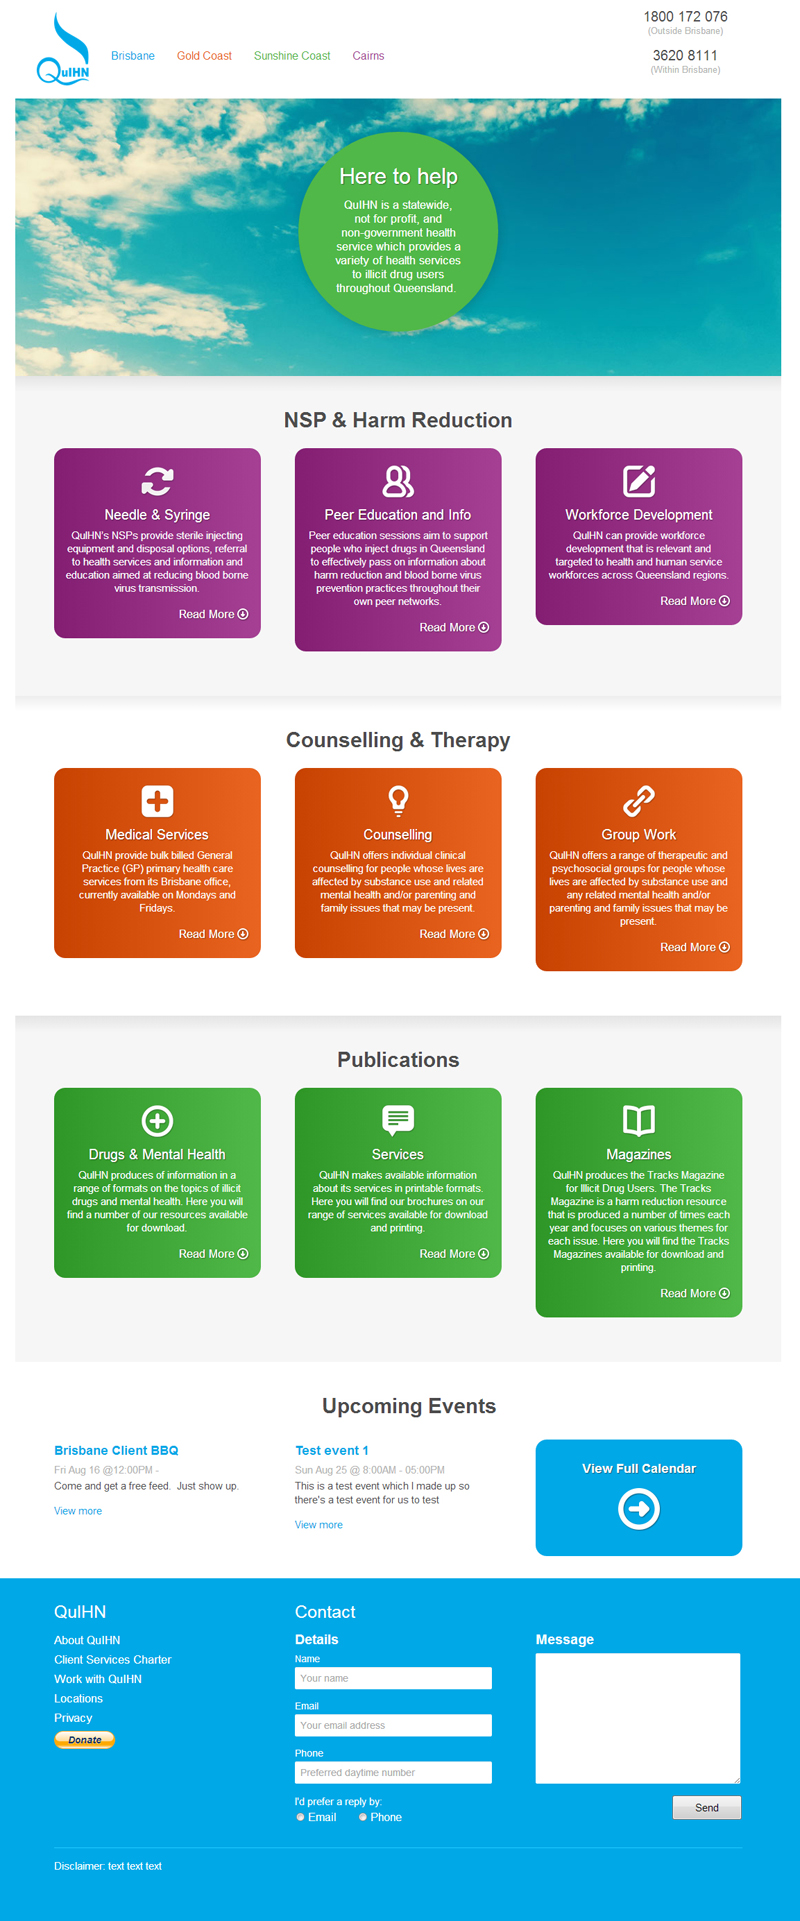 QuIHN
Brisbane
Gold Coast
Sunshine Coast
Cairns
1800 172 076
(Outside Brisbane)
3620 8111
(Within Brisbane)
Here to help
QuIHN is a statewide,
not for profit, and
non-government health
service which provides a
variety of health services
to illicit drug users
throughout Queensland.
NSP & Harm Reduction
Needle & Syringe
QuIHN's NSPs provide sterile injecting
equipment and disposal options, referral
to health services and information and
education aimed at reducing blood borne
virus transmission.
Read More
Peer Education and Info
Peer education sessions aim to support
people who inject drugs in Queensland
to effectively pass on information about
harm reduction and blood borne virus
prevention practices throughout their
own peer networks.
Read More
Workforce Development
QuIHN can provide workforce
development that is relevant and
targeted to health and human service
workforces across Queensland regions.
Read More
Counselling & Therapy
Medical Services
QuIHN provide bulk billed General
Practice (GP) primary health care
services from its Brisbane office,
currently available on Mondays and
Fridays.
Read More
Counselling
QuIHN offers individual clinical
counselling for people whose lives are
affected by substance use and related
mental health and/or parenting and
family issues that may be present.
Read More
Group Work
QuIHN offers a range of therapeutic and
psychosocial groups for people whose
lives are affected by substance use and
any related mental health and/or
parenting and family issues that may be
present.
Read More
Publications
Drugs & Mental Health
QuIHN produces of information in a
range of formats on the topics of illicit
drugs and mental health. Here you will
find a number of our resources available
for download.
Read More
Services
QuIHN makes available information
about its services in printable formats.
Here you will find our brochures on our
range of services available for download
and printing.
Read More
Magazines
QuIHN produces the Tracks Magazine
for Illicit Drug Users. The Tracks
Magazine is a harm reduction resource
that is produced a number of times each
year and focuses on various themes for
each issue. Here you will find the Tracks
Magazines available for download and
printing.
Read More
Upcoming Events
Brisbane Client BBQ
Fri Aug 16 @12:00PM -
Come and get a free feed. Just show up.
View more
Test event 1
Sun Aug 25 @ 8:00AM - 05:00PM
This is a test event which I made up so
there's a test event for us to test
View more
View Full Calendar
QuIHN
About QuIHN
Client Services Charter
Work with QuIHN
Locations
Privacy
Donate
Contact
Details
Name
Your name
Email
Your email address
Phone
Preferred daytime number
I'd prefer a reply by:
Email
Phone
Message
Send
Disclaimer: text text text